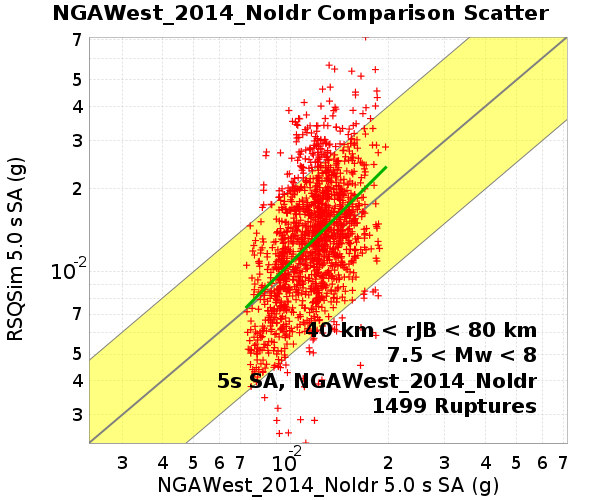 NGAWest_2014_NoIdr Comparison Scatter
7
5
4
3
2
10-2
7
5
4
3
RSQSim 5.0 s SA (g)
40 km < rJB < 80 km
7.5 < Mw < 8
5s SA, NGAWest_2014_NoIdr
1499 Ruptures
3 4 5 6 7 10-2 2 3 4 5 6 7
NGAWest_2014_NoIdr 5.0 s SA (g)